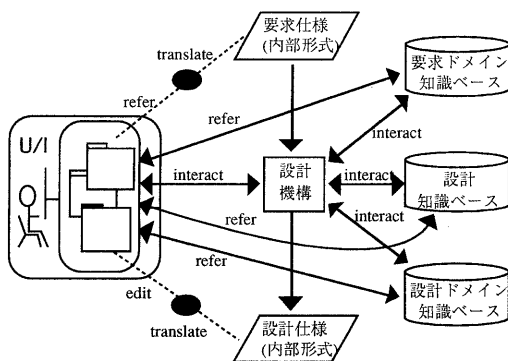 要求仕様
(内部形式)
translate
refer
要求ドメイン
知識ベース
refer
interact
U/I
interact
設計
機構
interact
設計
知識ベース
interact
refer
refer
設計ドメイン
知識ベース
edit
translate
設計仕様
(内部形式)